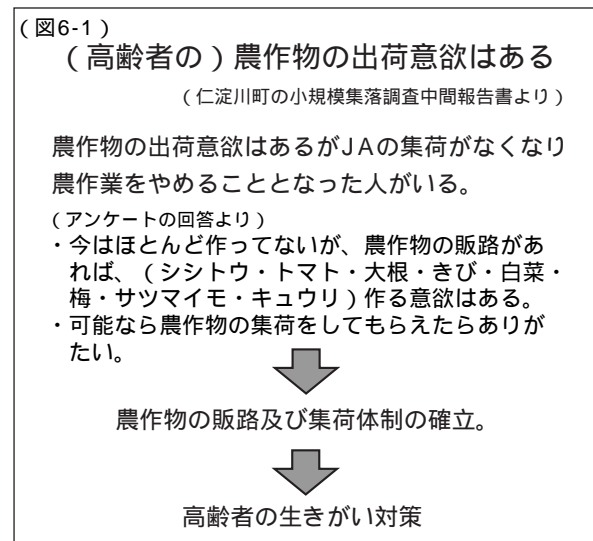 （図6-1）
（高齢者の）農作物の出荷意欲はある
（仁淀川町の小規模集落調査中間報告書より）
農作物の出荷意欲はあるがJAの集荷がなくなり
農作業をやめることとなった人がいる。
（アンケートの回答より）
・今はほとんど作ってないが、農作物の販路があ
れば、（シシトウ・トマト・大根・きび・白菜・
梅・サツマイモ・キュウリ）作る意欲はある。
・可能なら農作物の集荷をしてもらえたらありが
たい。
農作物の販路及び集荷体制の確立。
高齢者の生きがい対策